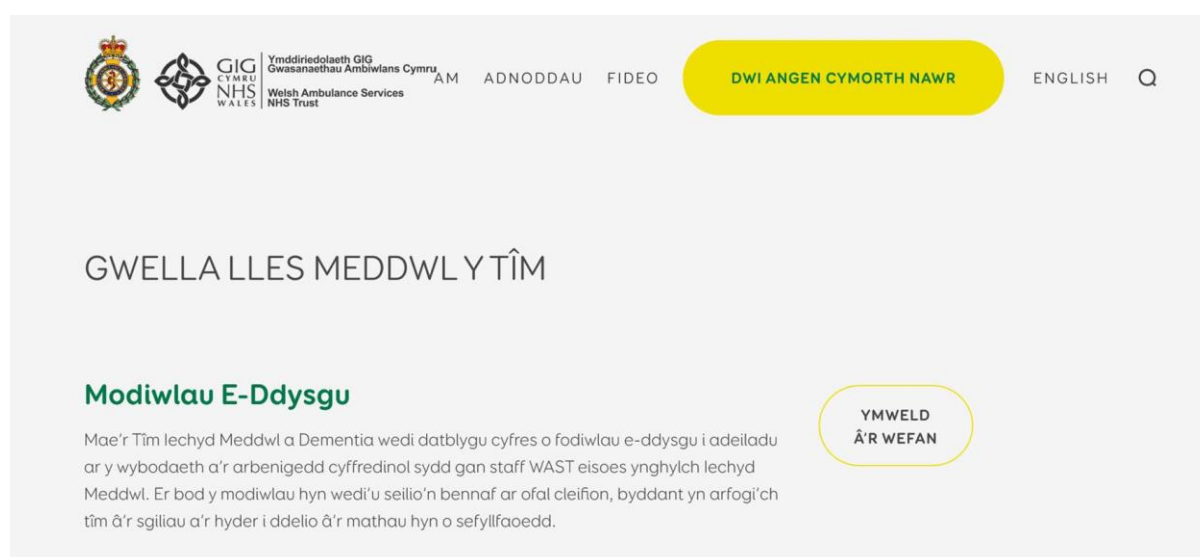 GIG
CYMRU
NHS
WALES
Ymddiriedolaeth GIG
Gwasanaethau Ambiwlans Cymru
Welsh Ambulance Services
NHS Trust
AM ADNODDAU FIDEO DWI ANGEN CYMORTH NAWR ENGLISH
GWELLA LLES MEDDWL Y TÎM
Modiwlau E-Ddysgu
Mae'r Tîm Iechyd Meddwl a Dementia wedi datblygu cyfres o fodiwlau e-ddysgu i adeiladu
ar y wybodaeth a'r arbenigedd cyffredinol sydd gan staff WAST eisoes ynghylch Iechyd
Meddwl. Er bod y modiwlau hyn wedi'u seilio'n bennaf ar ofal cleifion, byddant yn arfogi'ch
tîm â'r sgiliau a'r hyder i ddelio â'r mathau hyn o sefyllfaoedd.
YMWELD
Â'R WEFAN